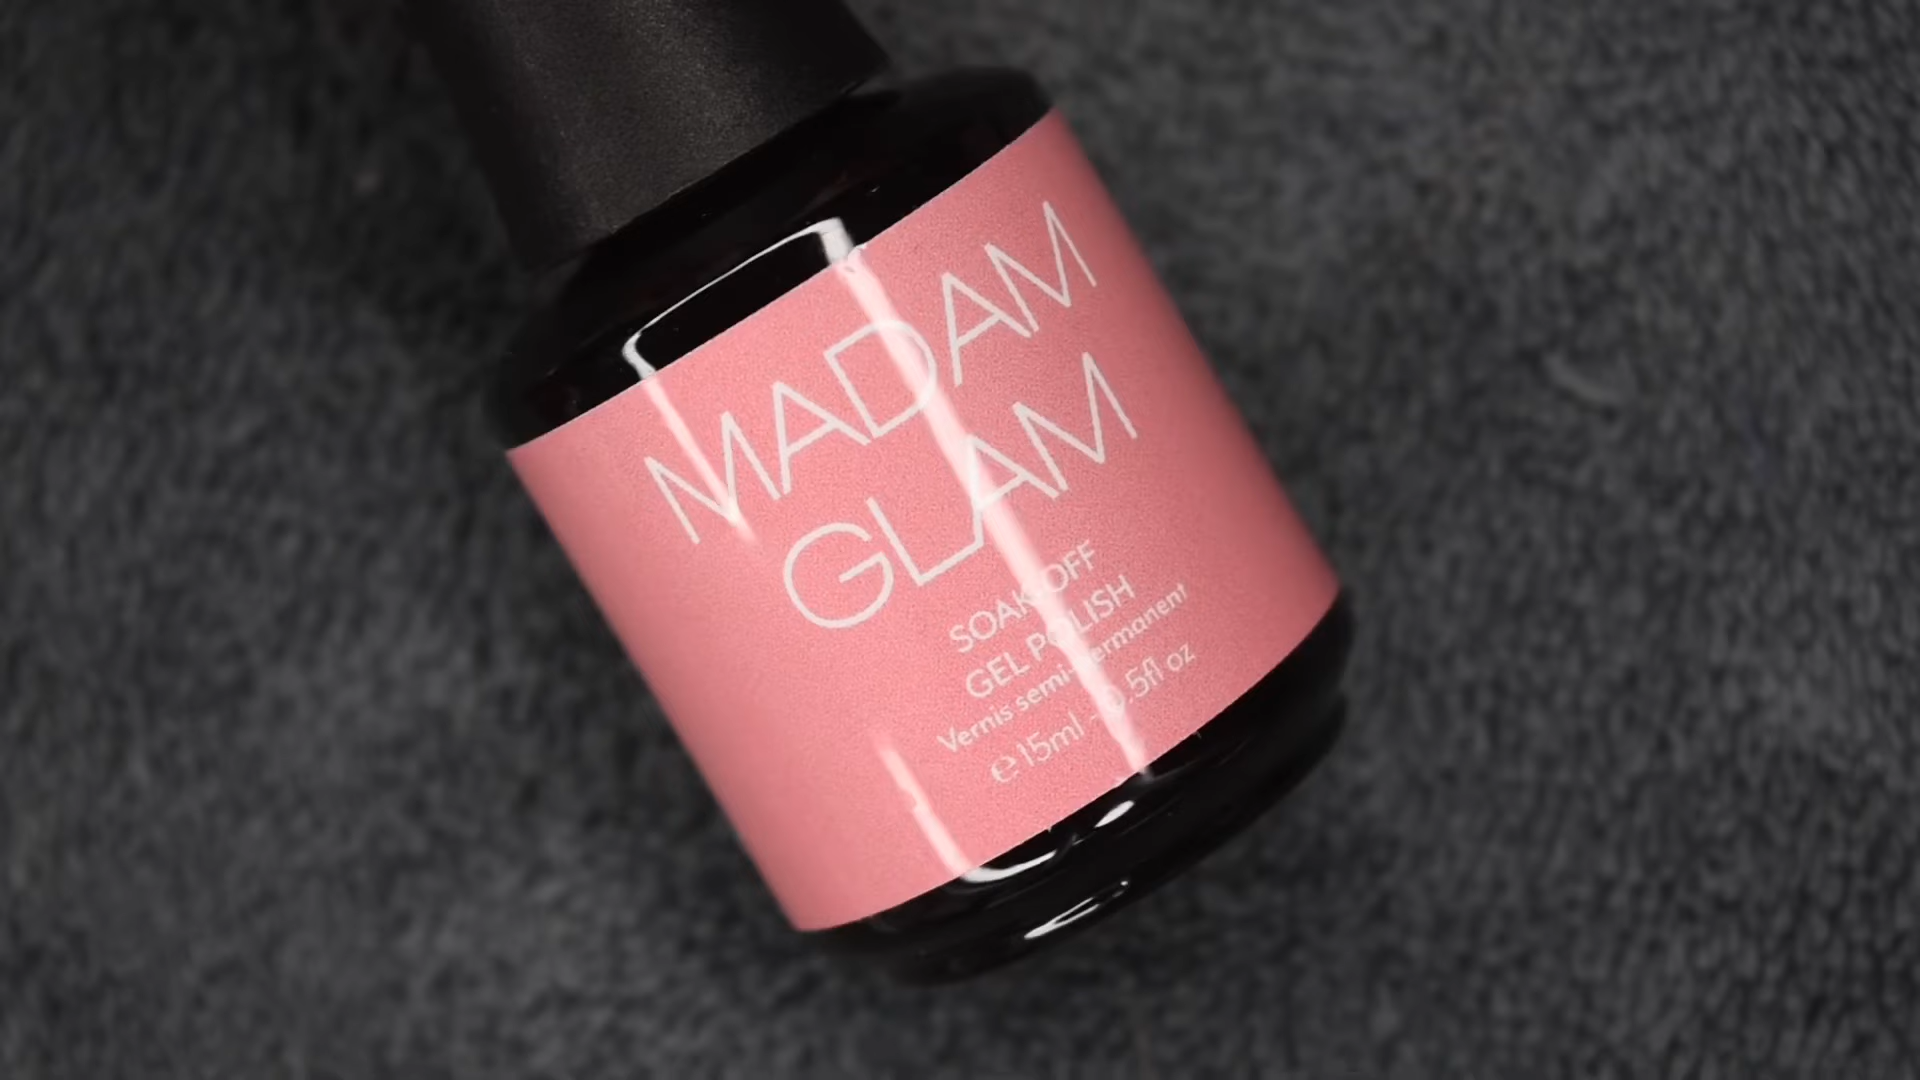 MADAM
GLAM
SOAK OFF
GEL POLISH
Vernis semi-permanent
℮15ml - 0.5fl oz